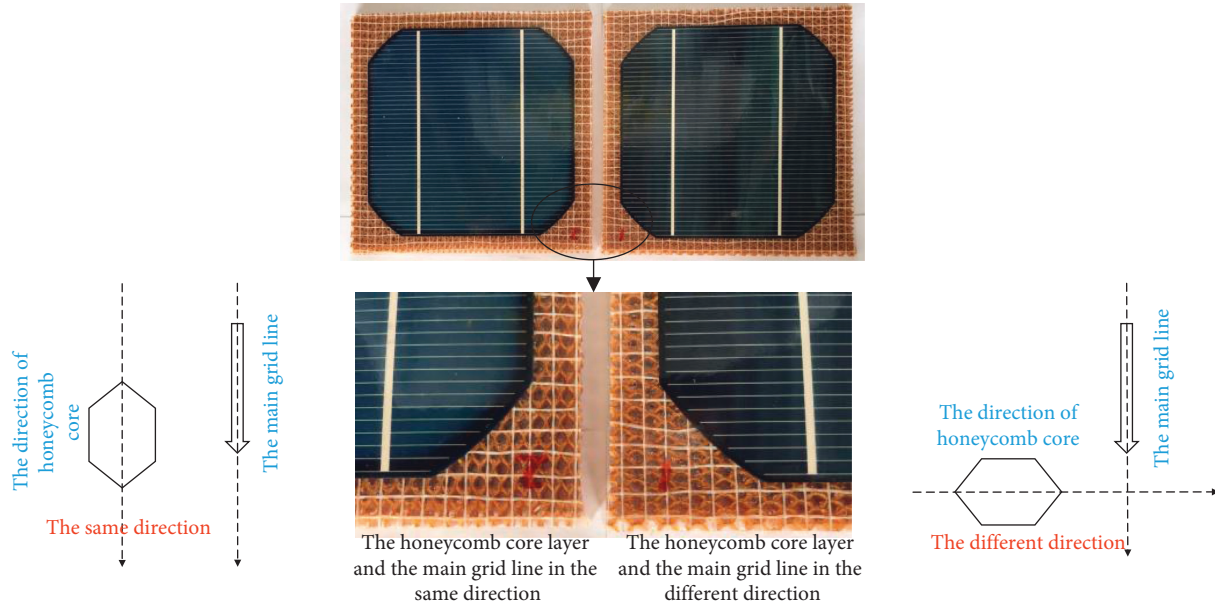 The direction of
honeycomb
core
The main grid line
The same direction
The honeycomb core layer
and the main grid line in the
same direction
The honeycomb core layer
and the main grid line in the
different direction
The direction of
honeycomb core
The main grid line
The different direction